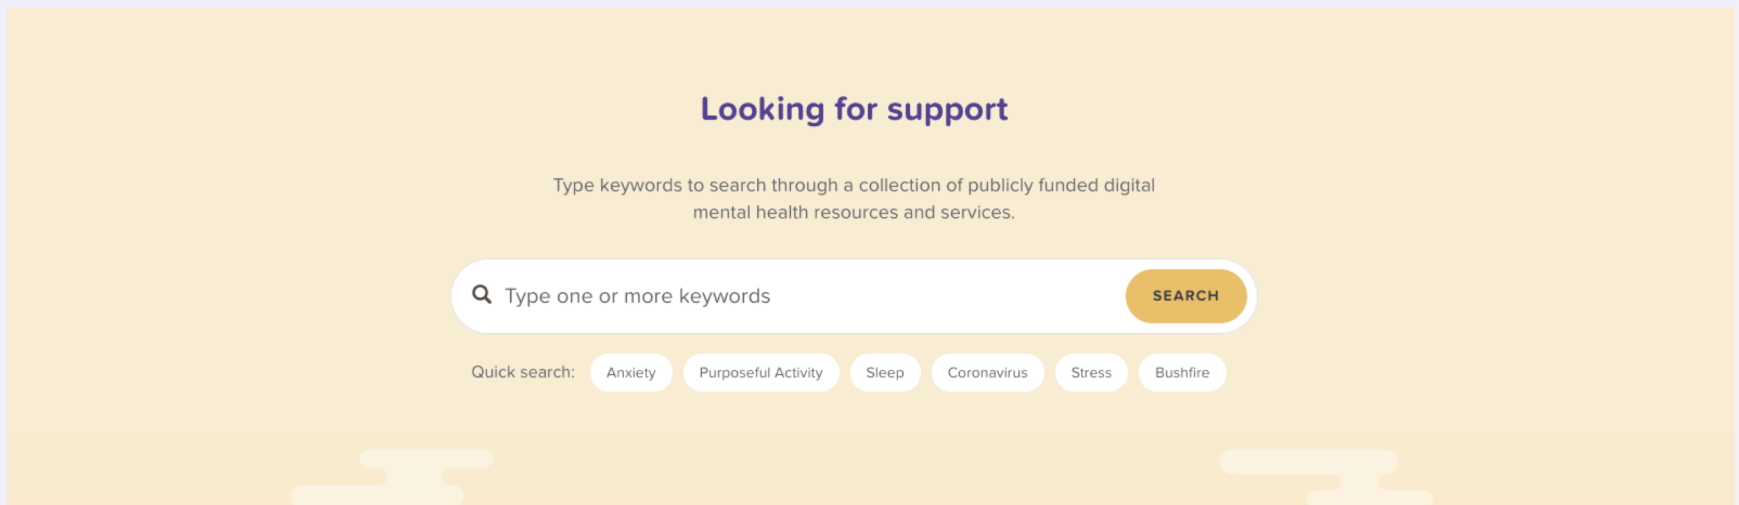 Looking for support
Type keywords to search through a collection of publicly funded digital
mental health resources and services.
Type one or more keywords SEARCH
Quick search: Anxiety Purposeful Activity Sleep Coronavirus Stress Bushfire